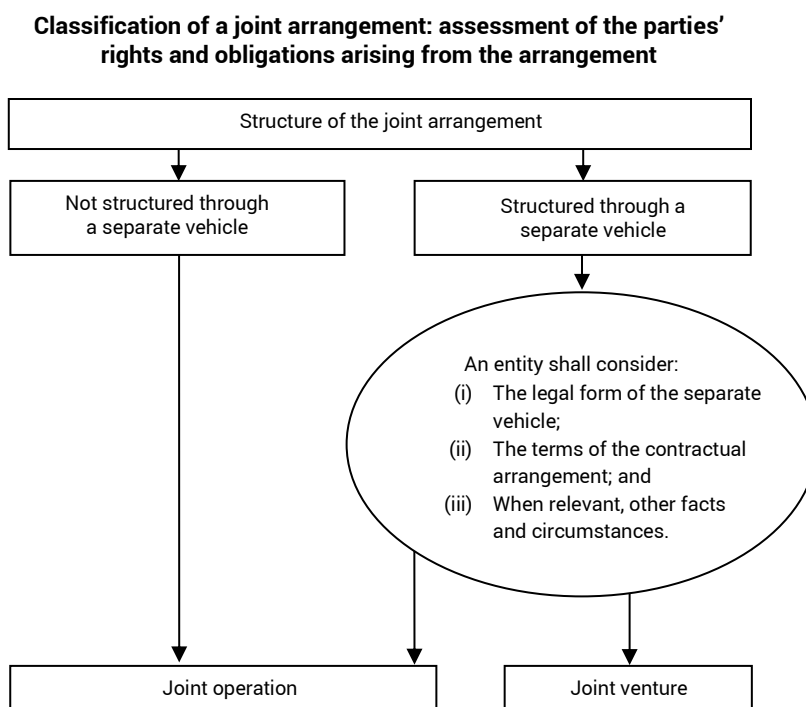 Classification of a joint arrangement: assessment of the parties’
rights and obligations arising from the arrangement
Structure of the joint arrangement
Not structured through
a separate vehicle
Structured through a
separate vehicle
An entity shall consider:
(i) The legal form of the separate
vehicle;
(ii) The terms of the contractual
arrangement; and
(iii) When relevant, other facts
and circumstances.
Joint operation
Joint venture